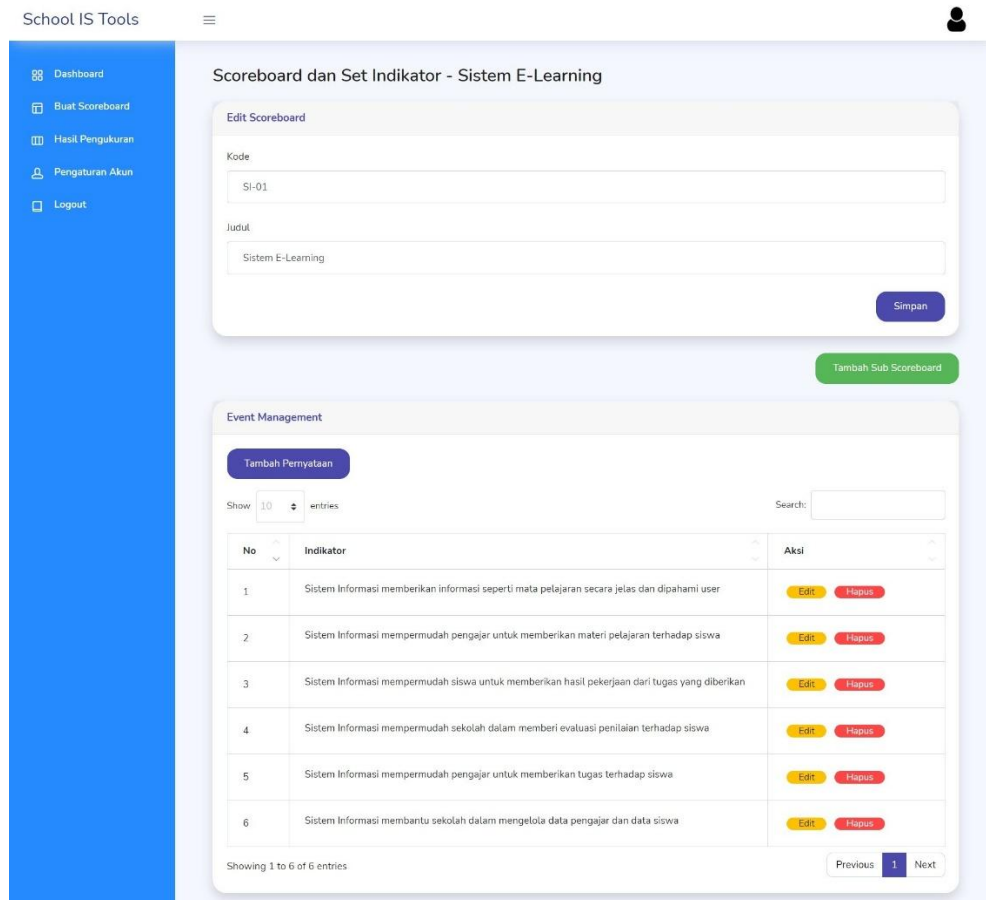 School IS Tools
Dashboard
Buat Scoreboard
Hasil Pengukuran
Pengaturan Akun
Logout
Scoreboard dan Set Indikator - Sistem E-Learning
Edit Scoreboard
Kode
SI-01
Judul
Sistem E-Learning
Simpan
Tambah Sub Scoreboard
Event Management
Tambah Pernyataan
Show 10 entries Search:
No Indikator Aksi
1 Sistem Informasi memberikan informasi seperti mata pelajaran secara jelas dan dipahami user Edit Hapus
2 Sistem Informasi mempermudah pengajar untuk memberikan materi pelajaran terhadap siswa Edit Hapus
3 Sistem Informasi mempermudah siswa untuk memberikan hasil pekerjaan dari tugas yang diberikan Edit Hapus
4 Sistem Informasi mempermudah sekolah dalam memberi evaluasi penilaian terhadap siswa Edit Hapus
5 Sistem Informasi mempermudah pengajar untuk memberikan tugas terhadap siswa Edit Hapus
6 Sistem Informasi membantu sekolah dalam mengelola data pengajar dan data siswa Edit Hapus
Showing 1 to 6 of 6 entries Previous 1 Next